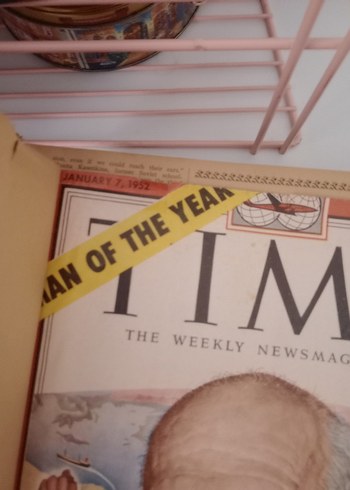 JANUARY 7, 1952
AN OF THE YEAR
TIM
THE WEEKLY NEWSMAG